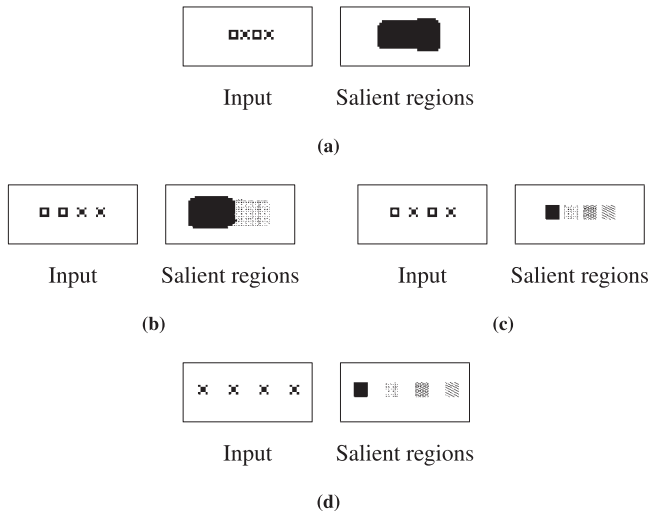 Input Salient regions
(a)
Input Salient regions Input Salient regions
(b) (c)
Input Salient regions
(d)